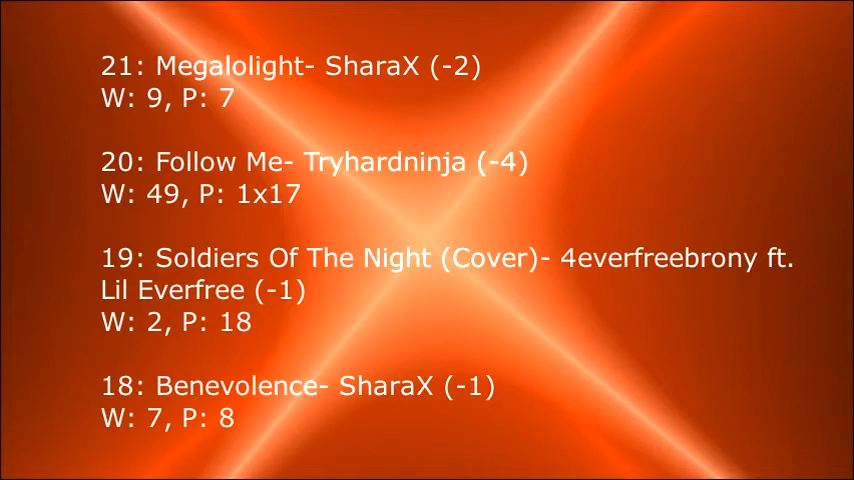 21: Megalolight- SharaX (-2)
W: 9, P: 7
20: Follow Me- Tryhardninja (-4)
W: 49, P: 1x17
19: Soldiers Of The Night (Cover)- 4everfreebrony ft.
Lil Everfree (-1)
W: 2, P: 18
18: Benevolence- SharaX (-1)
W: 7, P: 8